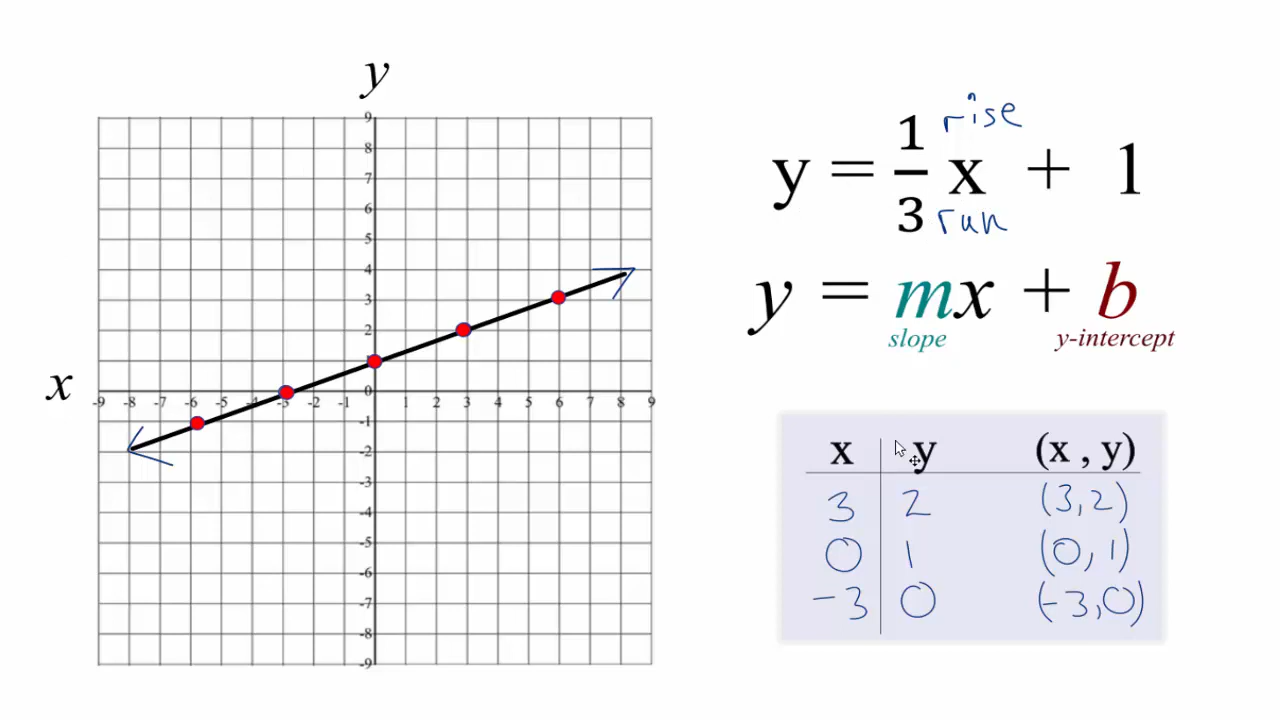 y
9
8
7
6
5
4
3
2
0
x
-9 -8 -7 -6 -5 -4 -3 -2 -1 1 2 3 4 5 6 7 8 9
-1
-2
-3
-4
-5
-6
-7
-8
-9
rise
y = 1/3 x + 1
run
y = mx + b
slope y-intercept
x y (x , y)
3 2 (3,2)
0 1 (0, 1)
-3 0 (-3,0)